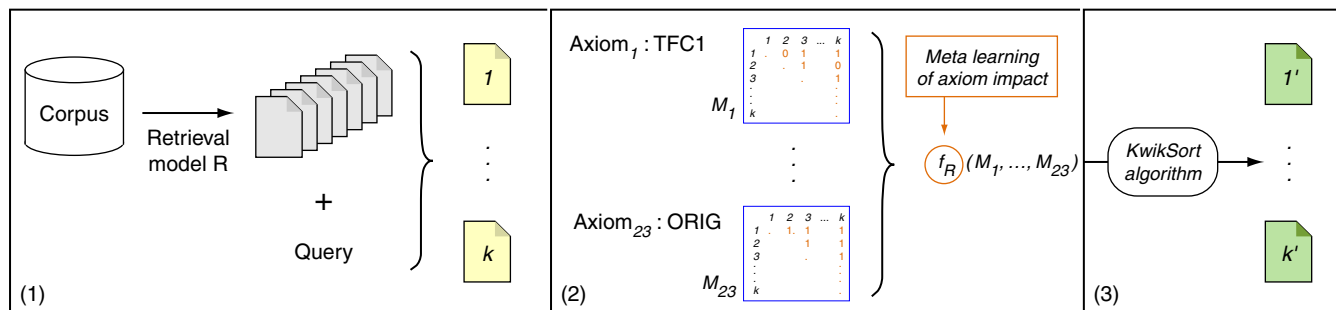 Corpus
Retrieval
model R
+
Query
1
.
.
.
k
(1)
Axiom1 : TFC1
M1
1 2 3 ... k
1 . 0 1 1
2 . 1 0
3 . 1
.
.
.
k .
.
.
.
Axiom23 : ORIG
M23
1 2 3 ... k
1 . 1. 1 1
2 1 1
3 . 1
.
.
.
k .
Meta learning
of axiom impact
fR (M1, ..., M23)
(2)
KwikSort
algorithm
1'
.
.
.
k'
(3)